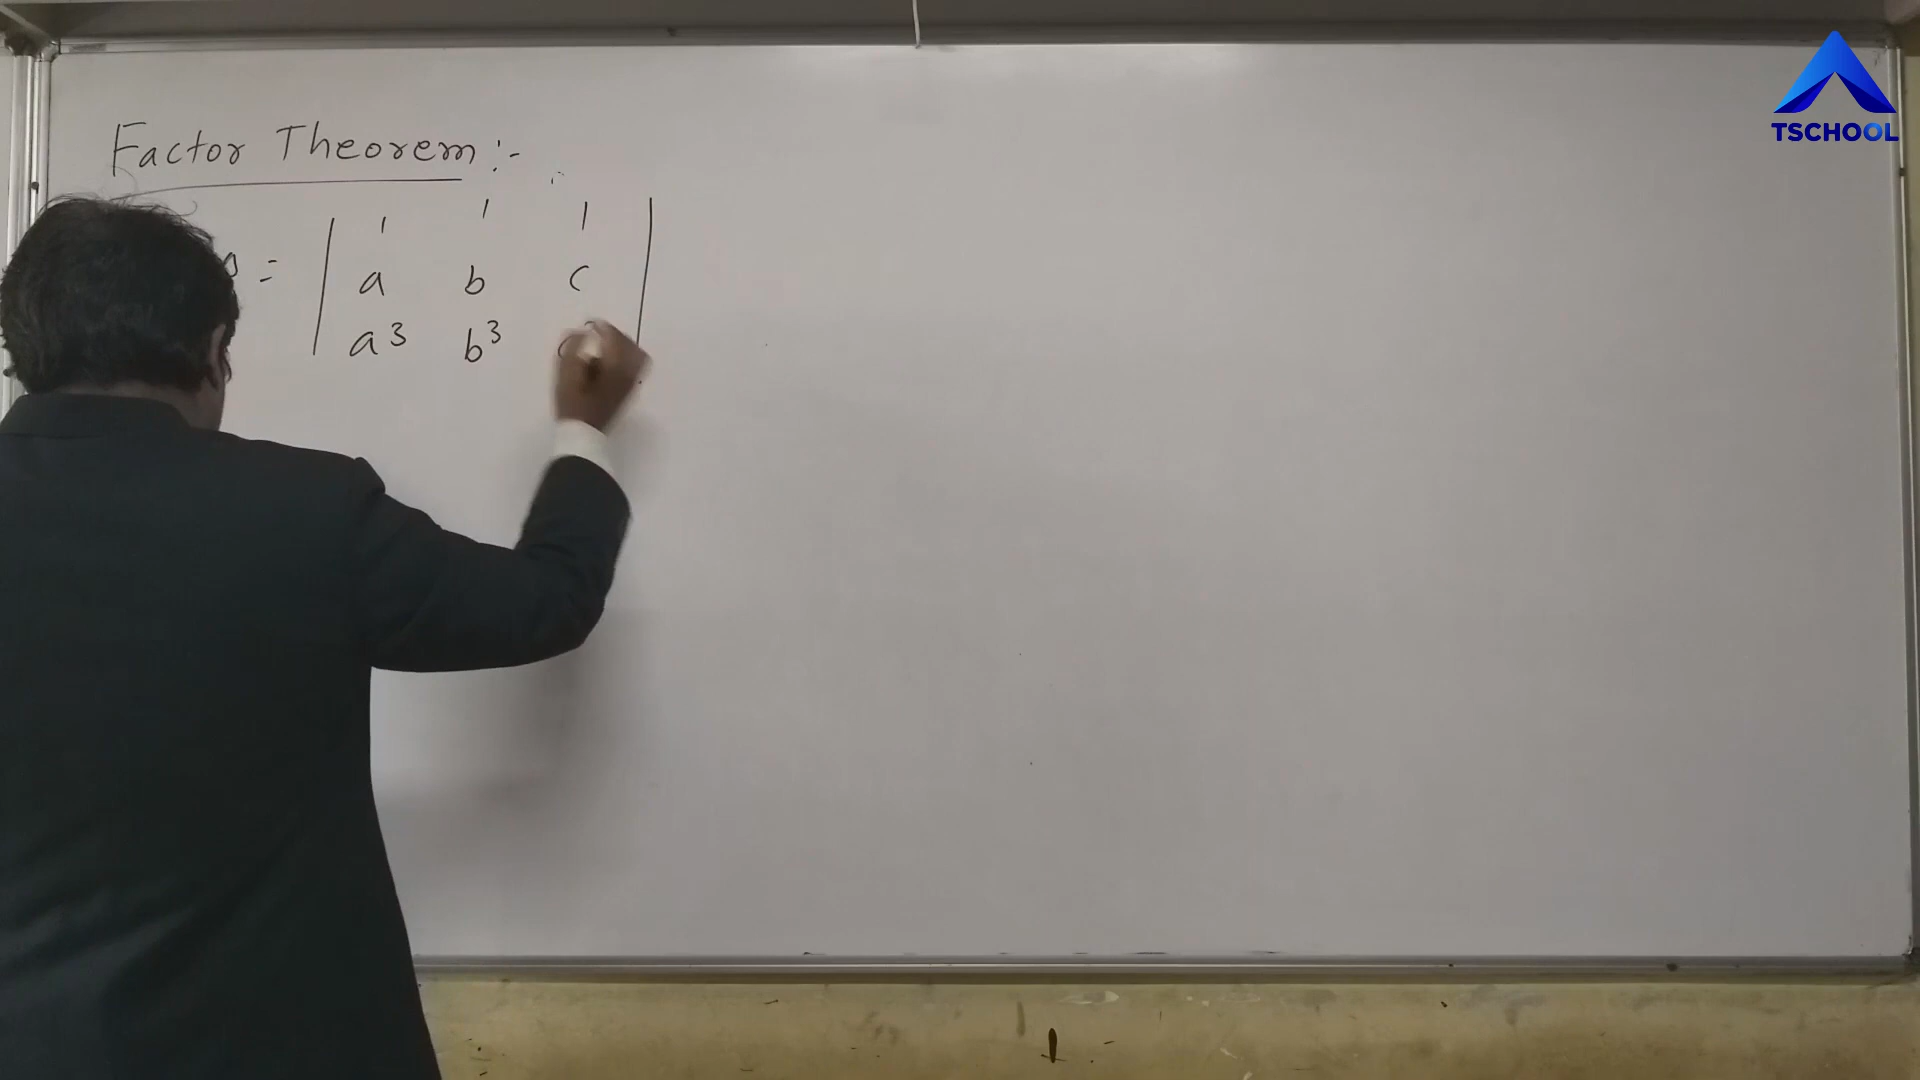 Factor Theorem :-
= | 1 1 1 |
a b c
a³ b³
TSCHOOL